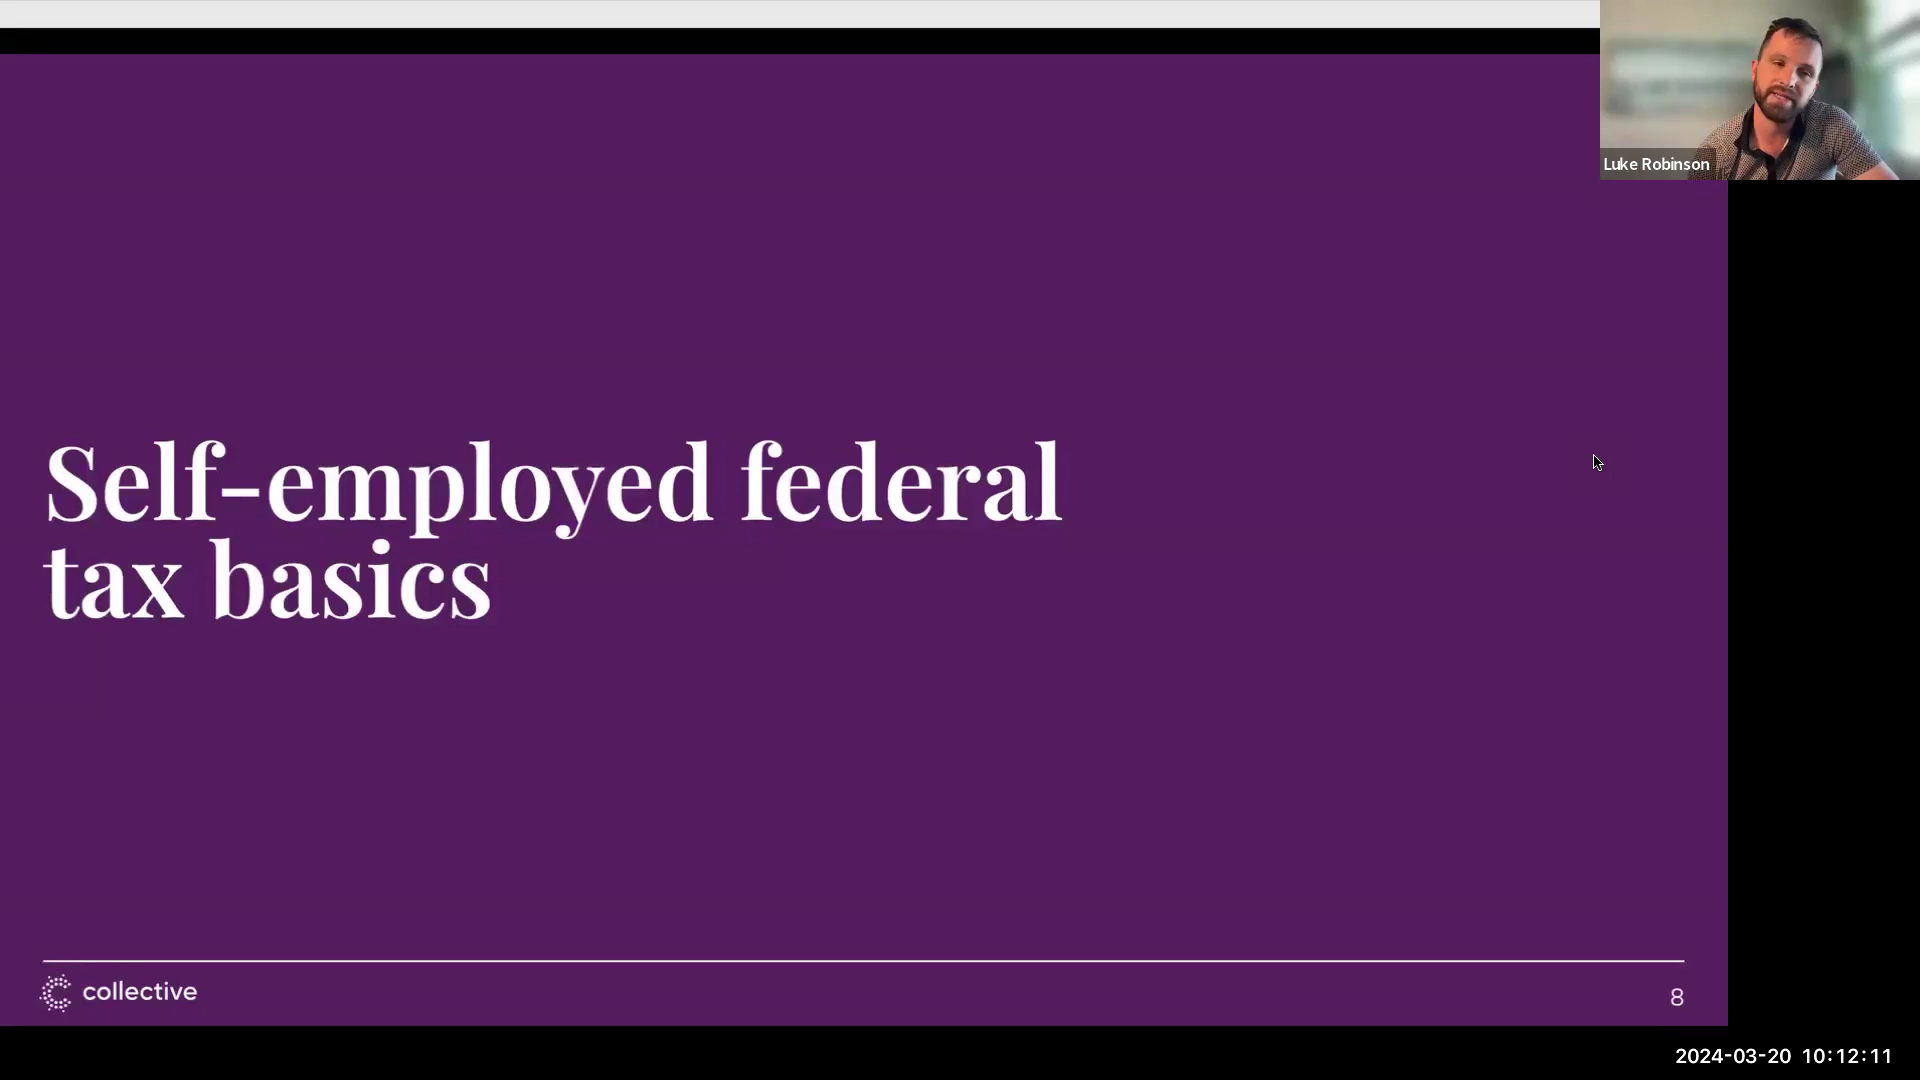 Luke Robinson
Self-employed federal
tax basics
collective
8
2024-03-20 10:12:11